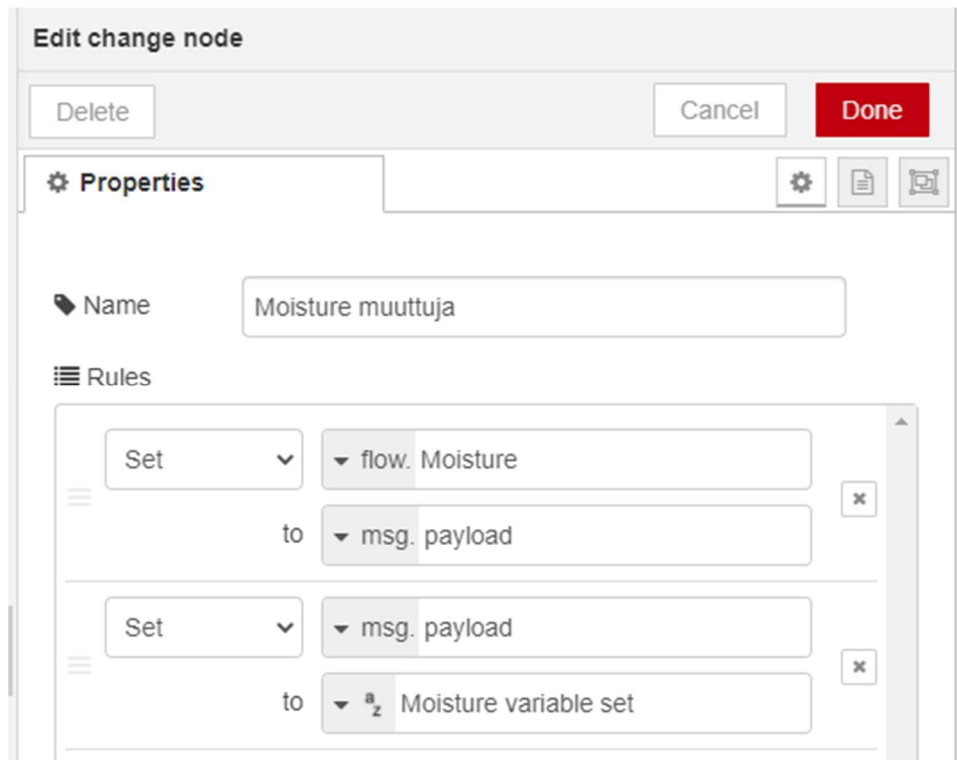 Edit change node
Delete Cancel Done
Properties
Name Moisture muuttuja
Rules
Set flow. Moisture
to msg. payload
Set msg. payload
to az Moisture variable set